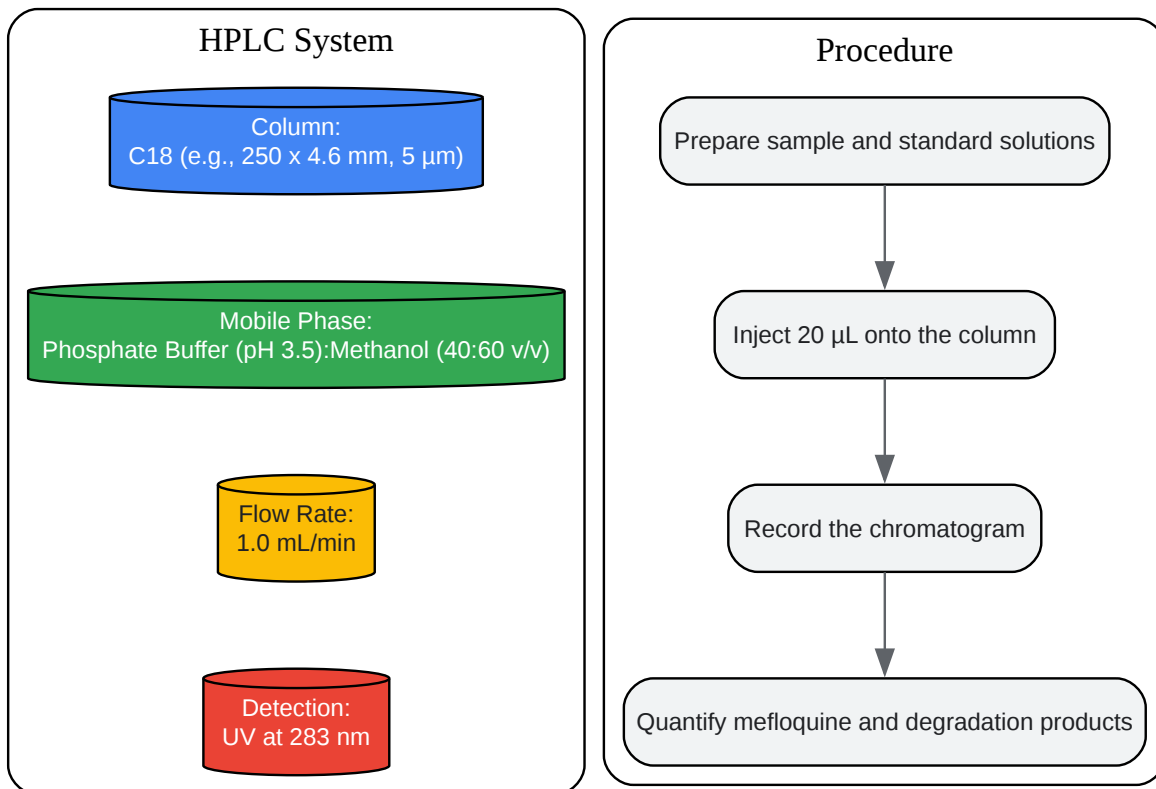 HPLC System
Column:
C18 (e.g., 250 x 4.6 mm, 5 µm)
Mobile Phase:
Phosphate Buffer (pH 3.5):Methanol (40:60 v/v)
Flow Rate:
1.0 mL/min
Detection:
UV at 283 nm
Procedure
Prepare sample and standard solutions
Inject 20 µL onto the column
Record the chromatogram
Quantify mefloquine and degradation products